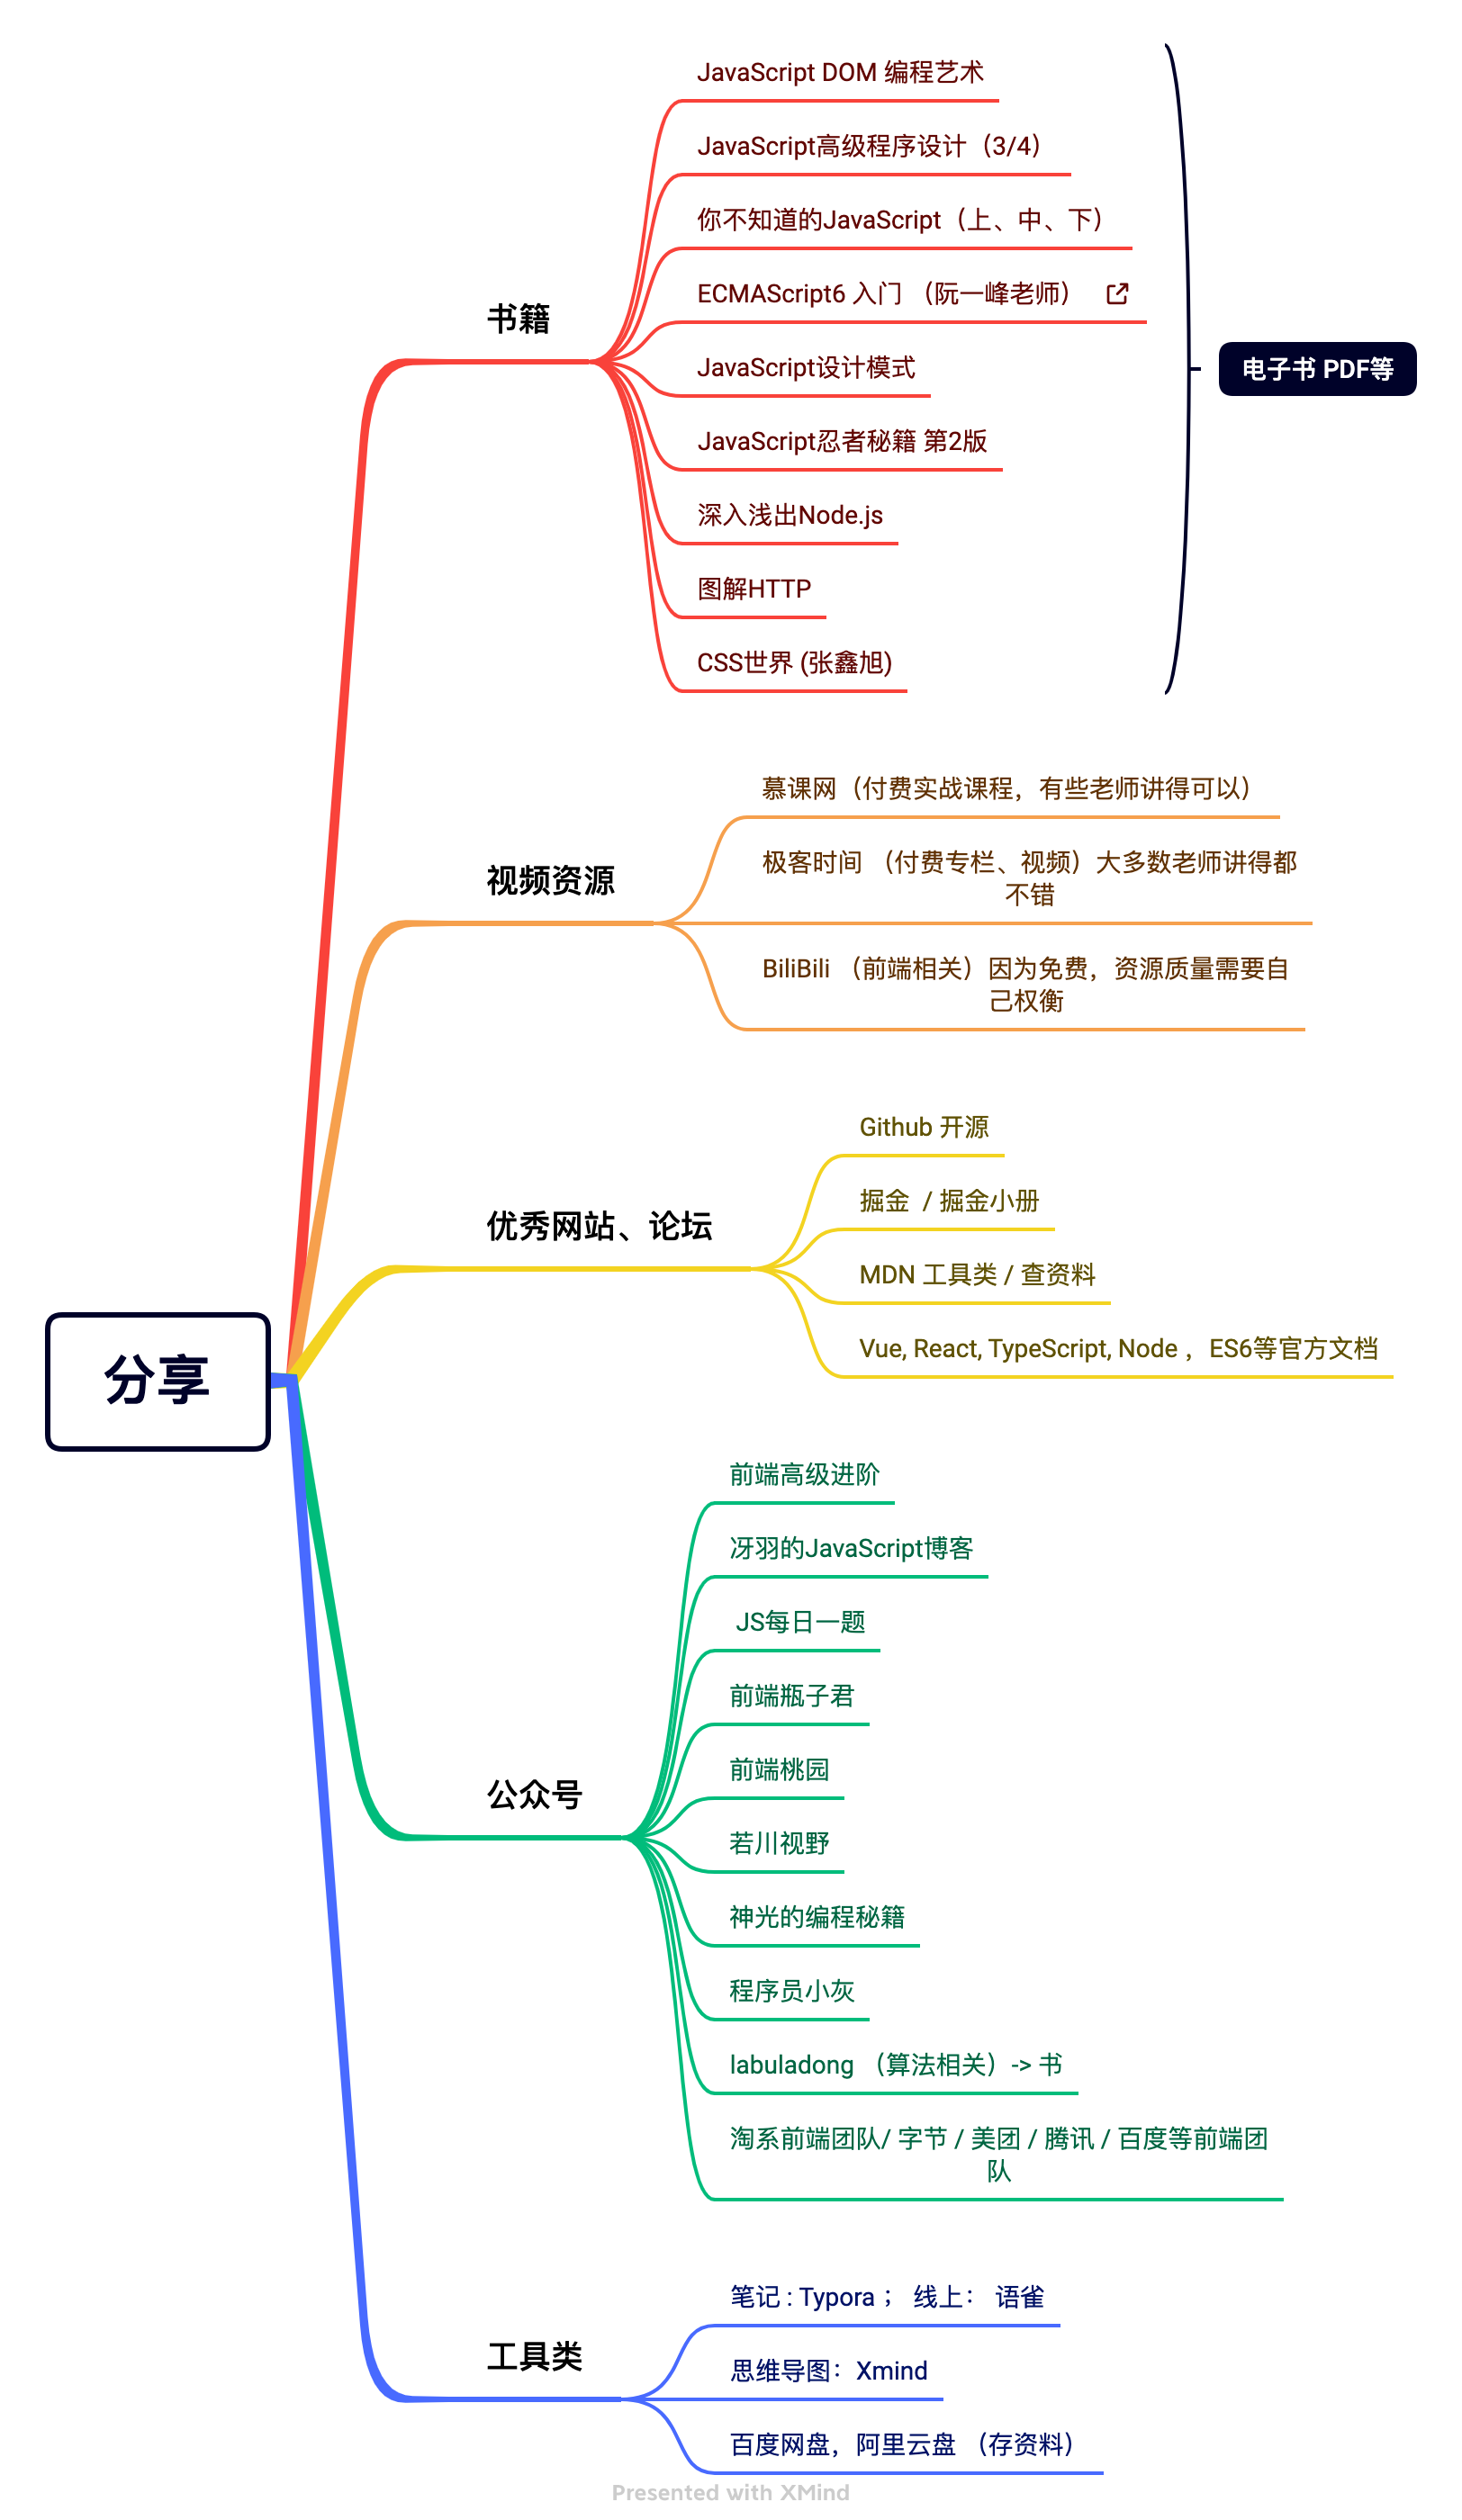 JavaScript DOM 编程艺术
JavaScript高级程序设计（3/4）
你不知道的JavaScript（上、中、下）
书籍
ECMAScript6 入门 （阮一峰老师）
JavaScript设计模式
电子书 PDF等
JavaScript忍者秘籍 第2版
深入浅出Node.js
图解HTTP
CSS世界 (张鑫旭)
慕课网（付费实战课程，有些老师讲得可以）
视频资源
极客时间 （付费专栏、视频）大多数老师讲得都
不错
BiliBili （前端相关）因为免费，资源质量需要自
己权衡
Github 开源
优秀网站、论坛
掘金 / 掘金小册
MDN 工具类 / 查资料
Vue, React, TypeScript, Node ，ES6等官方文档
分享
前端高级进阶
冴羽的JavaScript博客
JS每日一题
前端瓶子君
前端桃园
公众号
若川视野
神光的编程秘籍
程序员小灰
labuladong （算法相关）-> 书
淘系前端团队/ 字节 / 美团 / 腾讯 / 百度等前端团
队
笔记 : Typora ； 线上： 语雀
工具类
思维导图：Xmind
百度网盘，阿里云盘 （存资料）
Presented with XMind